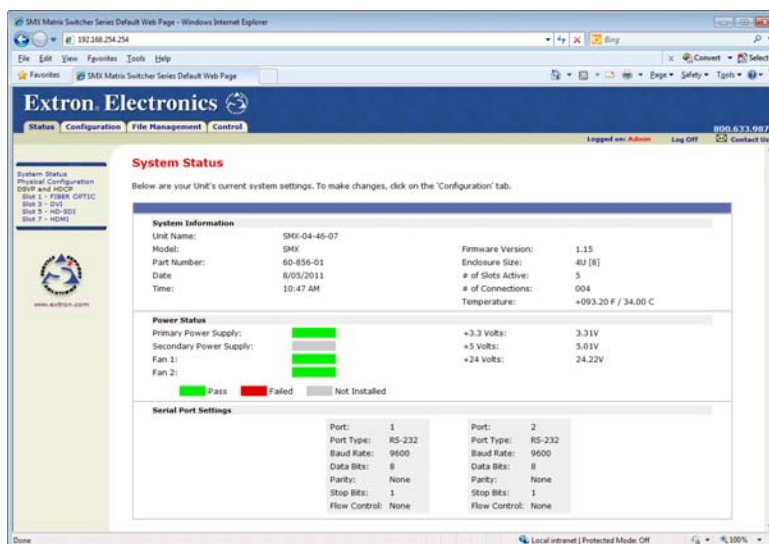 SMX Matrix Switcher Series Default Web Page - Windows Internet Explorer
192.168.254.254
Bing
File Edit View Favorites Tools Help
Convert
Select
Favorites
SMX Matrix Switcher Series Default Web Page
Page Safety Tools
Extron Electronics
Status Configuration File Management Control
800.633.987
Logged on: Admin Log Off Contact Us
System Status
Physical Configuration
DSVP and HDCP
Slot 1 - FIBER OPTIC
Slot 3 - DVI
Slot 5 - HD-SDI
Slot 7 - HDMI
www.extron.com
System Status
Below are your Unit's current system settings. To make changes, click on the 'Configuration' tab.
System Information
Unit Name: SMX-04-46-07
Model: SMX Firmware Version: 1.15
Part Number: 60-856-01 Enclosure Size: 4U [8]
Date 8/05/2011 # of Slots Active: 5
Time: 10:47 AM # of Connections: 004
Temperature: +093.20 F / 34.00 C
Power Status
Primary Power Supply: +3.3 Volts: 3.31V
Secondary Power Supply: +5 Volts: 5.01V
Fan 1: +24 Volts: 24.22V
Fan 2:
Pass Failed Not Installed
Serial Port Settings
Port: 1 Port: 2
Port Type: RS-232 Port Type: RS-232
Baud Rate: 9600 Baud Rate: 9600
Data Bits: 8 Data Bits: 8
Parity: None Parity: None
Stop Bits: 1 Stop Bits: 1
Flow Control: None Flow Control: None
Done
Local intranet | Protected Mode: Off
100%